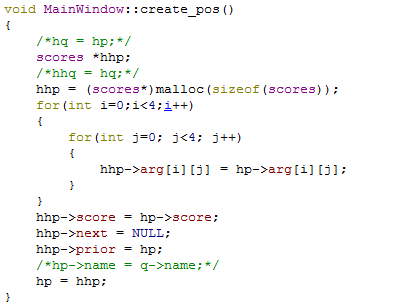 void MainWindow::create_pos()
{
    /*hq = hp;*/
    scores *hhp;
    /*hhq = hq;*/
    hhp = (scores*)malloc(sizeof(scores));
    for(int i=0;i<4;i++)
    {
        for(int j=0; j<4; j++)
        {
            hhp->arg[i][j] = hp->arg[i][j];
        }
    }
    hhp->score = hp->score;
    hhp->next = NULL;
    hhp->prior = hp;
    /*hp->name = q->name;*/
    hp = hhp;
}